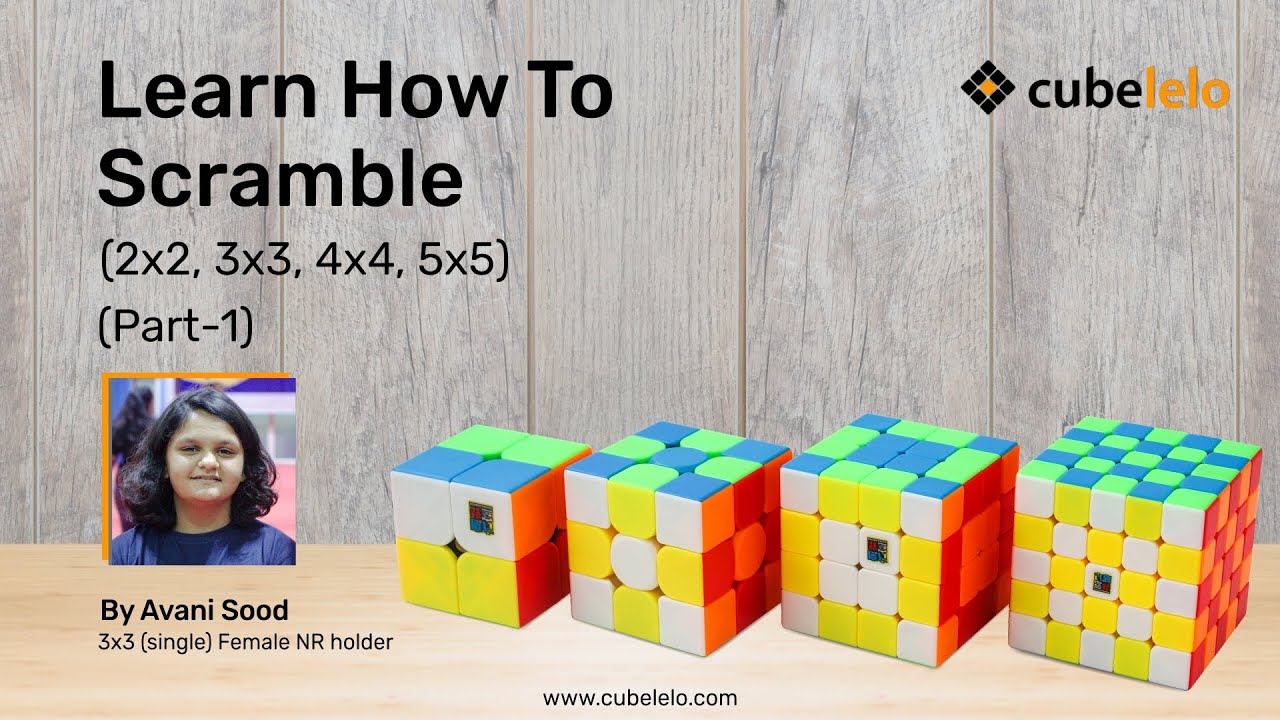 Learn How To
Scramble
(2x2, 3x3, 4x4, 5x5)
(Part-1)
cubelelo
By Avani Sood
3x3 (single) Female NR holder
www.cubelelo.com